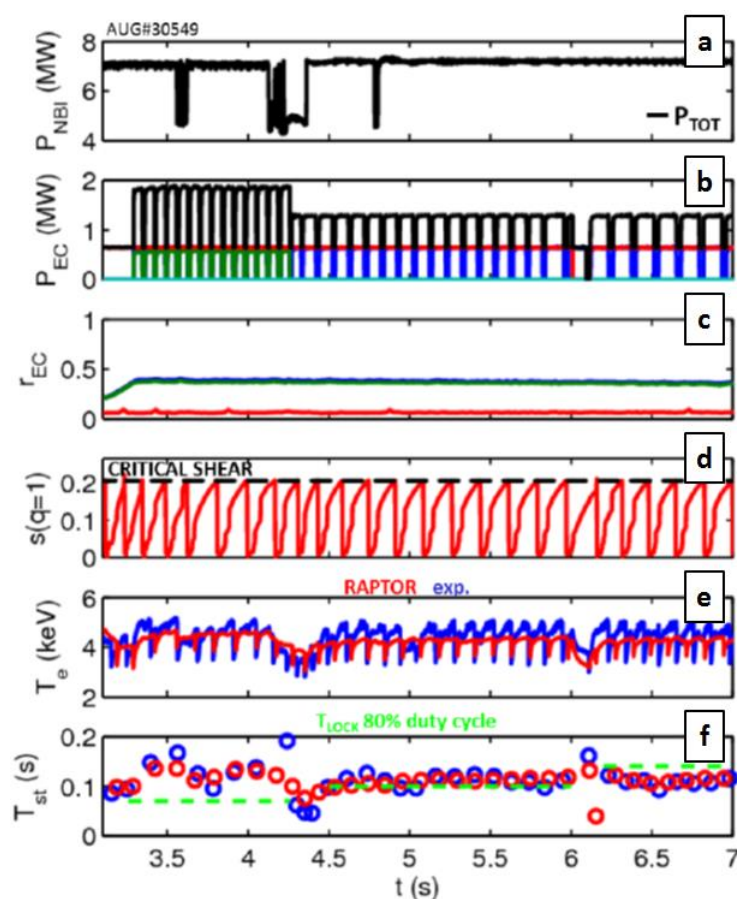 AUG#30549
8
6
4
P_NBI (MW)
a
P_TOT
2
1
0
P_EC (MW)
b
1
0.5
0
r_EC
c
CRITICAL SHEAR
0.2
0.1
0
s(q=1)
d
RAPTOR exp.
6
4
2
T_e (keV)
e
T_LOCK 80% duty cycle
0.2
0.1
0
T_st (s)
f
3.5 4 4.5 5 5.5 6 6.5 7
t (s)